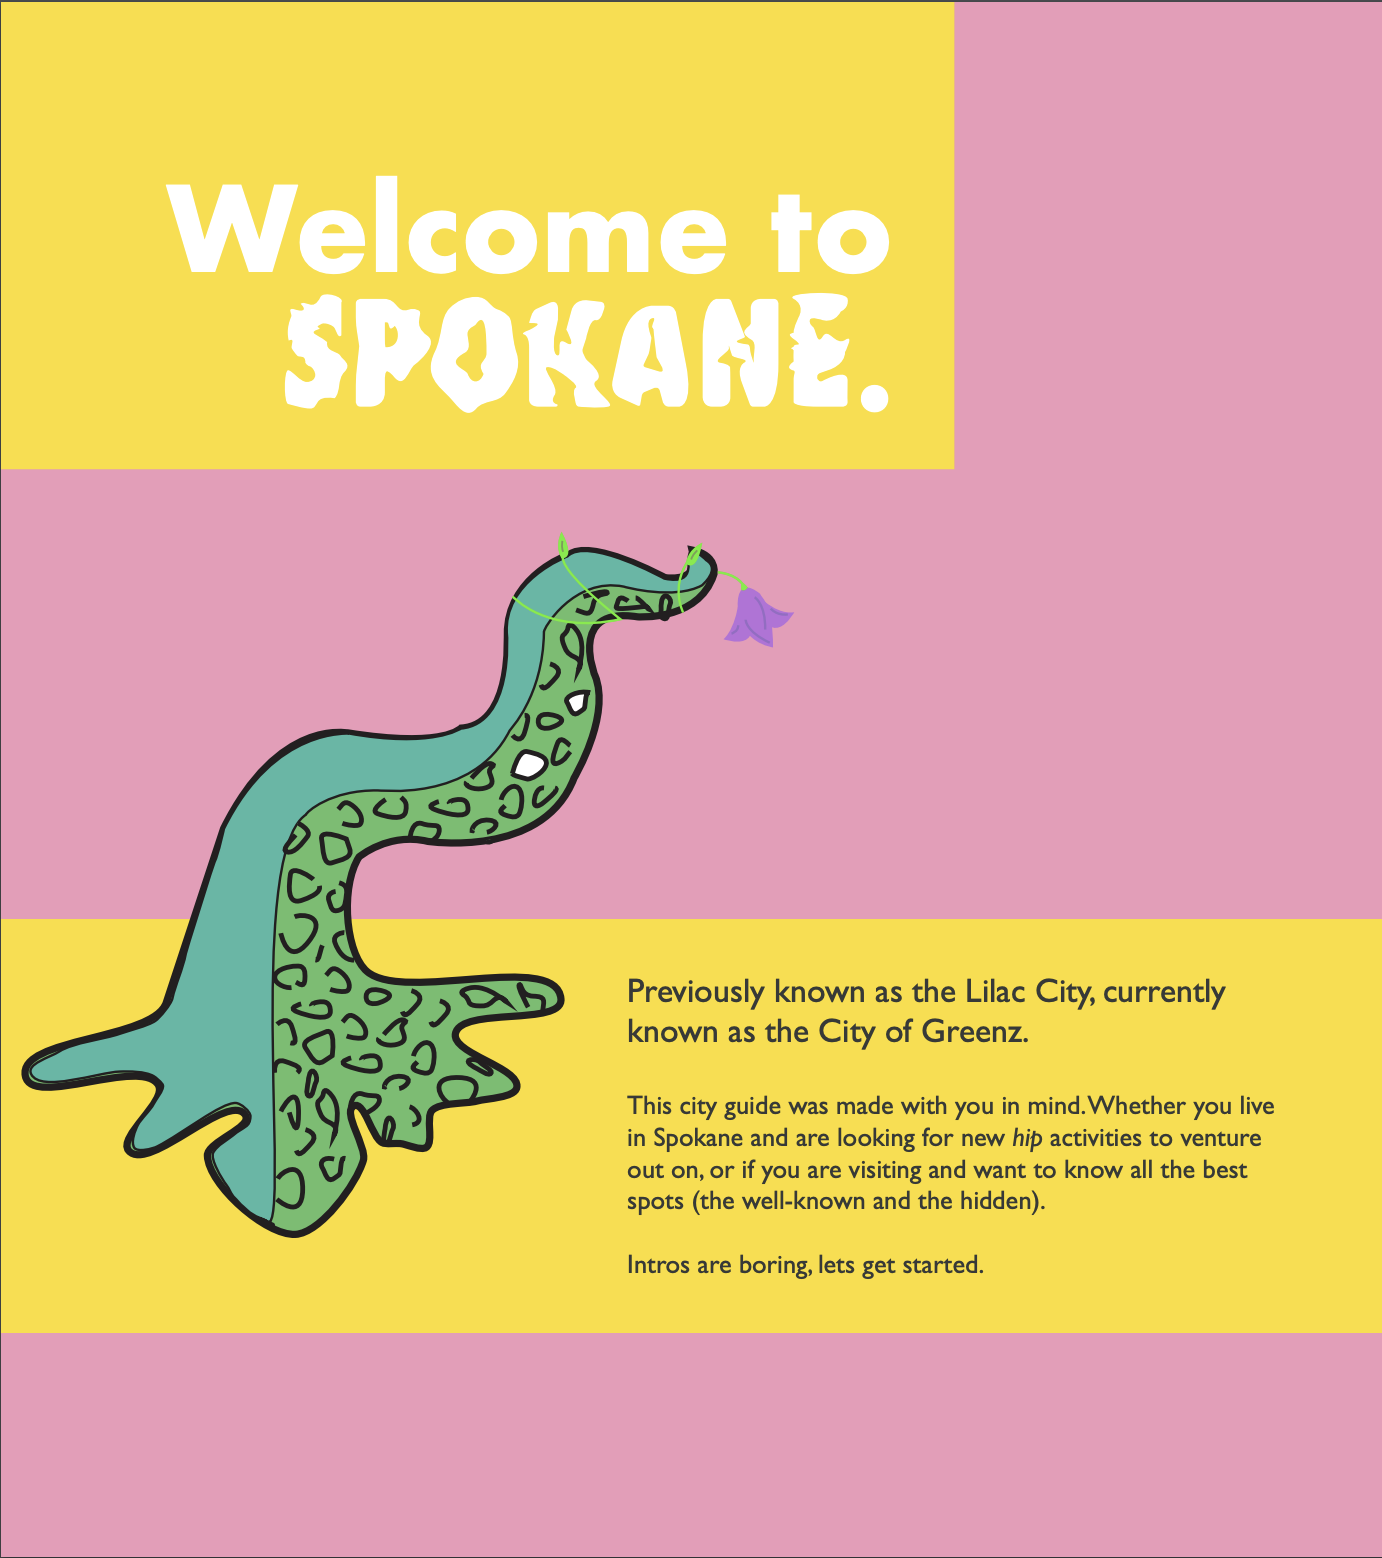 Welcome to
SPOKANE.
Previously known as the Lilac City, currently
known as the City of Greenz.
This city guide was made with you in mind. Whether you live
in Spokane and are looking for new hip activities to venture
out on, or if you are visiting and want to know all the best
spots (the well-known and the hidden).
Intros are boring, lets get started.